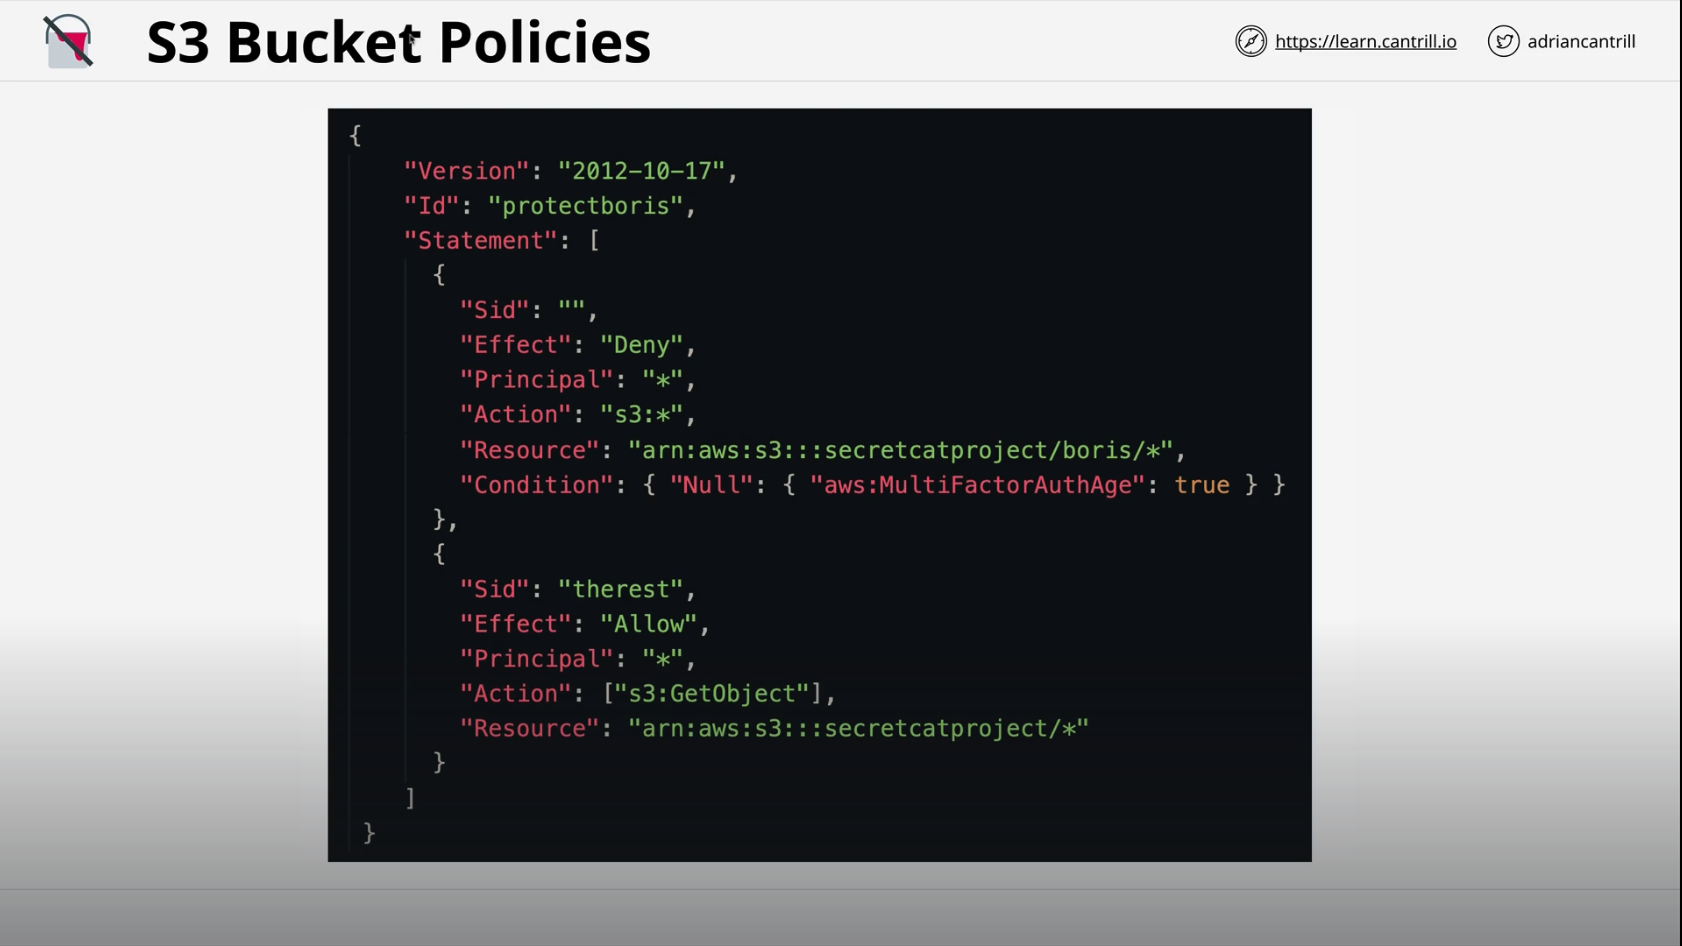 S3 Bucket Policies
https://learn.cantrill.io
adriancantrill
{
"Version": "2012-10-17",
"Id": "protectboris",
"Statement": [
{
"Sid": "",
"Effect": "Deny",
"Principal": "*",
"Action": "s3:*",
"Resource": "arn:aws:s3:::secretcatproject/boris/*",
"Condition": { "Null": { "aws:MultiFactorAuthAge": true } }
},
{
"Sid": "therest",
"Effect": "Allow",
"Principal": "*",
"Action": ["s3:GetObject"],
"Resource": "arn:aws:s3:::secretcatproject/*"
}
]
}